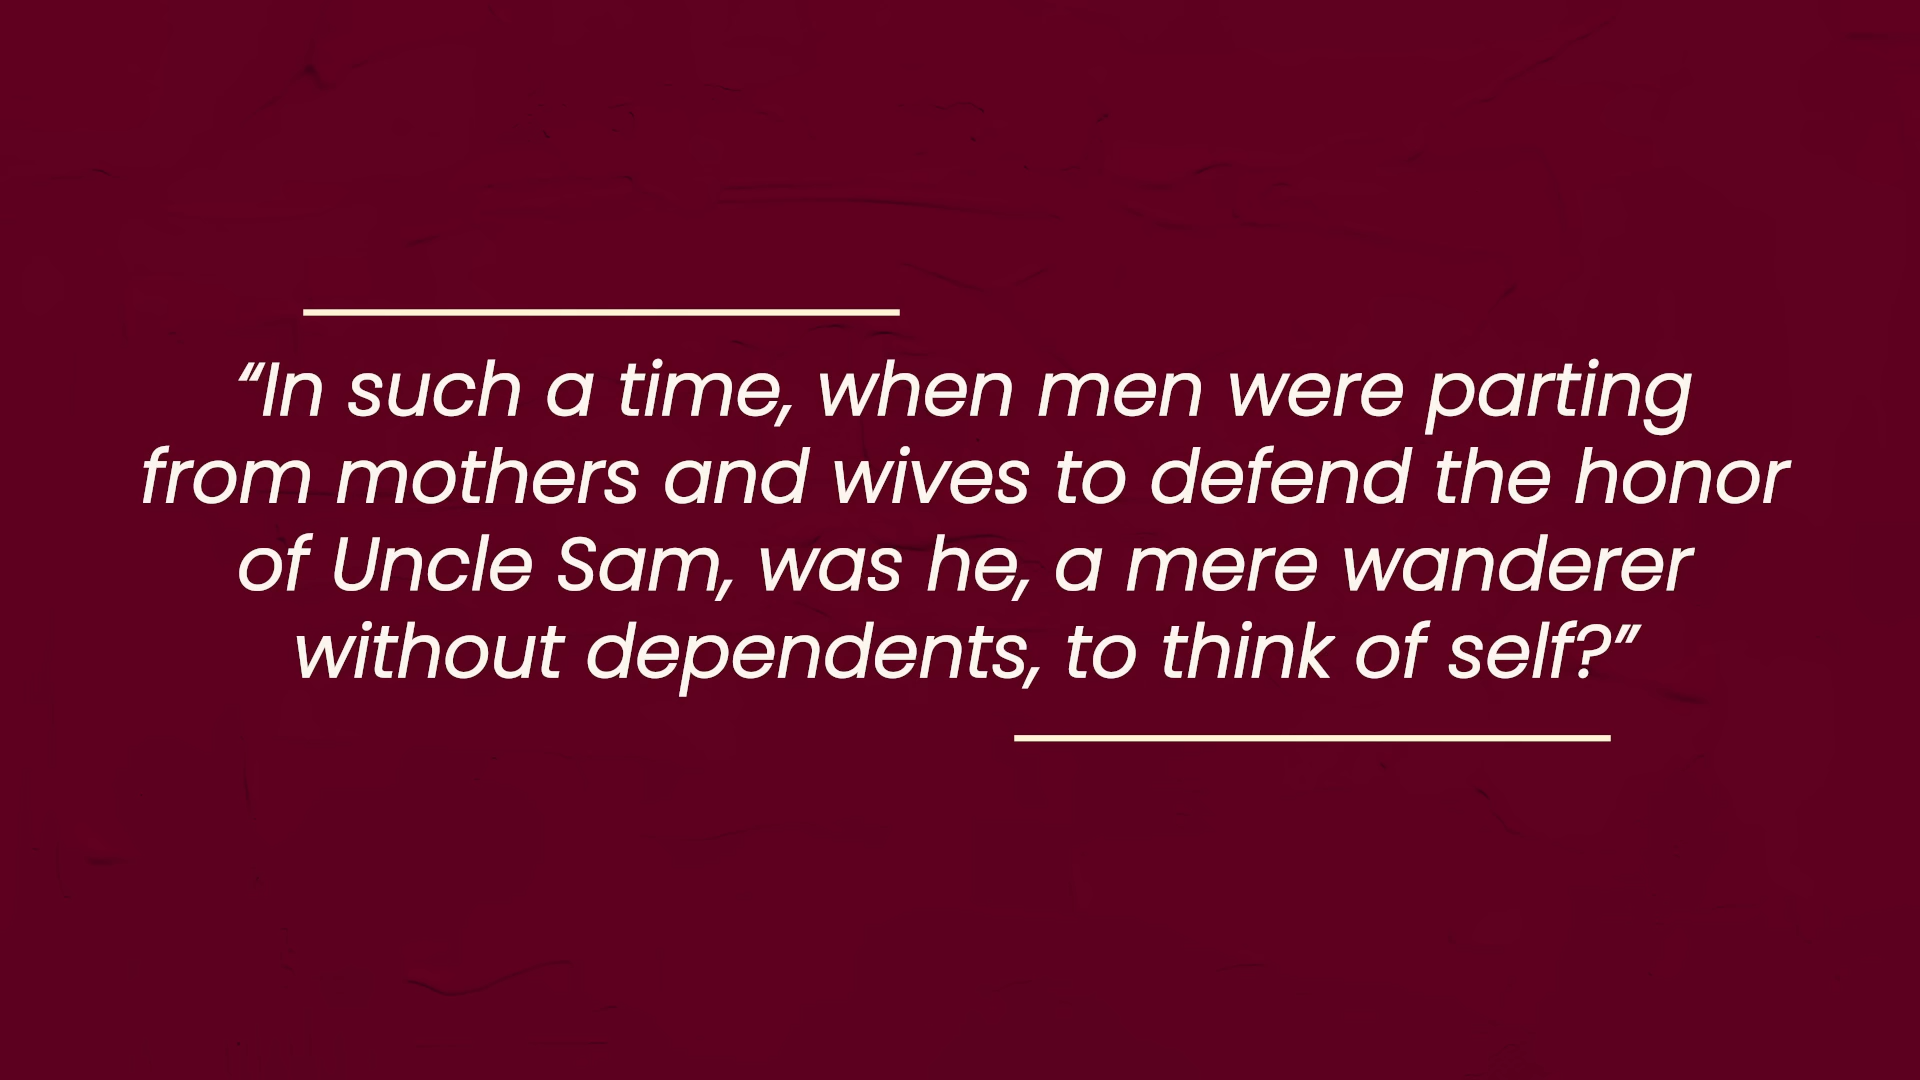 “In such a time, when men were parting
from mothers and wives to defend the honor
of Uncle Sam, was he, a mere wanderer
without dependents, to think of self?”